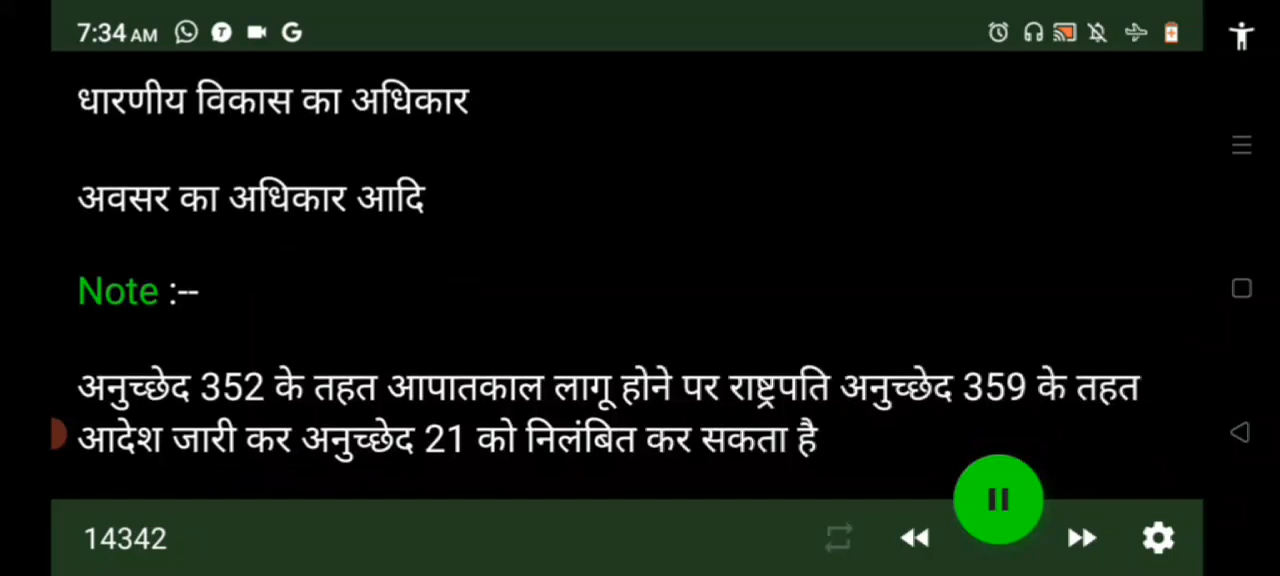 7:34 AM
धारणीय विकास का अधिकार
अवसर का अधिकार आदि
Note :--
अनुच्छेद 352 के तहत आपातकाल लागू होने पर राष्ट्रपति अनुच्छेद 359 के तहत
आदेश जारी कर अनुच्छेद 21 को निलंबित कर सकता है
14342